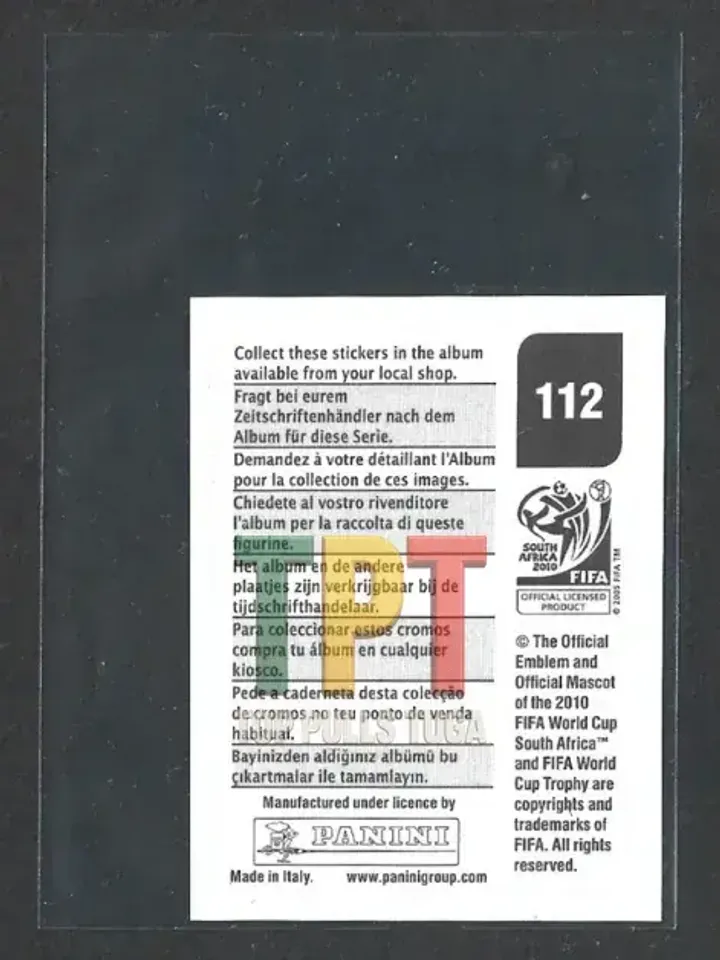 Collect these stickers in the album
available from your local shop.
Fragt bei eurem
Zeitschriftenhändler nach dem
Album für diese Serie.
Demandez à votre détaillant l'Album
pour la collection de ces images.
Chiedete al vostro rivenditore
l'album per la raccolta di queste
figurine.
Het album en de andere
plaatjes zijn verkrijgbaar bij de
tijdschrifthandelaar.
Para coleccionar estos cromos
compra tu álbum en cualquier
kiosco.
Pede a caderneta desta colecção
de cromos no teu ponto de venda
habitual.
Bayinizden aldiğiniz albümü bu
çıkartmalar ile tamamlayın.
Manufactured under licence by
PANINI
Made in Italy. www.paninigroup.com
TPT
TOP PULLS TUGA
112
SOUTH
AFRICA
2010
FIFA
OFFICIAL LICENSED
PRODUCT
© 2005 FIFA TM
© The Official
Emblem and
Official Mascot
of the 2010
FIFA World Cup
South Africa™
and FIFA World
Cup Trophy are
copyrights and
trademarks of
FIFA. All rights
reserved.